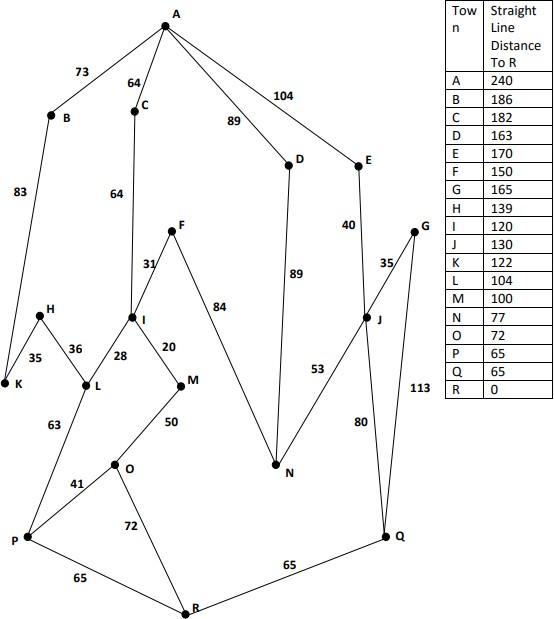 A
73
64
104
C
B
89
D
E
83
64
F
G
40
31
35
84
89
H
I
J
36
20
35
28
53
K
L
M
113
63
50
80
O
N
41
72
P
Q
65
65
R
Tow
n
Straight
Line
Distance
To R
A 240
B 186
C 182
D 163
E 170
F 150
G 165
H 139
I 120
J 130
K 122
L 104
M 100
N 77
O 72
P 65
Q 65
R 0